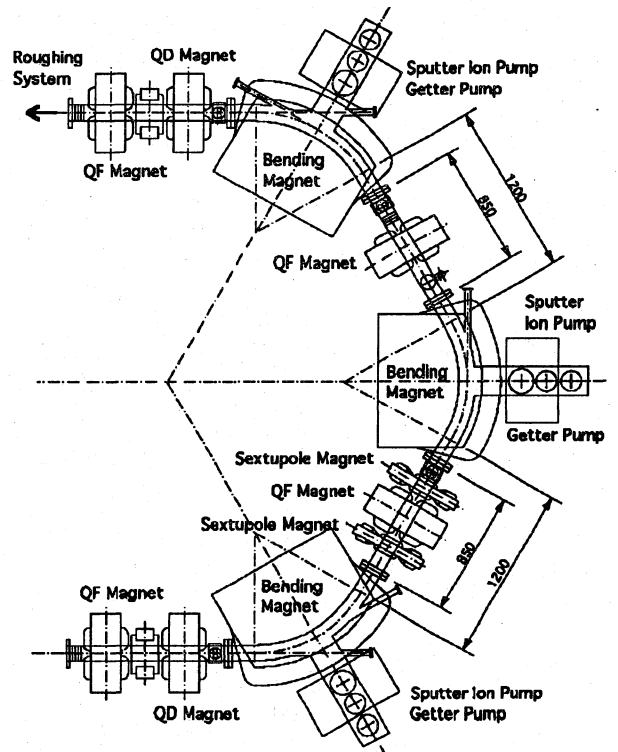 QD Magnet
Roughing
System
Sputter Ion Pump
Getter Pump
QF Magnet
Bending
Magnet
1200
850
QF Magnet
Sputter
Ion Pump
Bending
Magnet
Getter Pump
Sextupole Magnet
QF Magnet
Sextupole Magnet
850
1200
Bending
Magnet
QF Magnet
QD Magnet
Sputter Ion Pump
Getter Pump